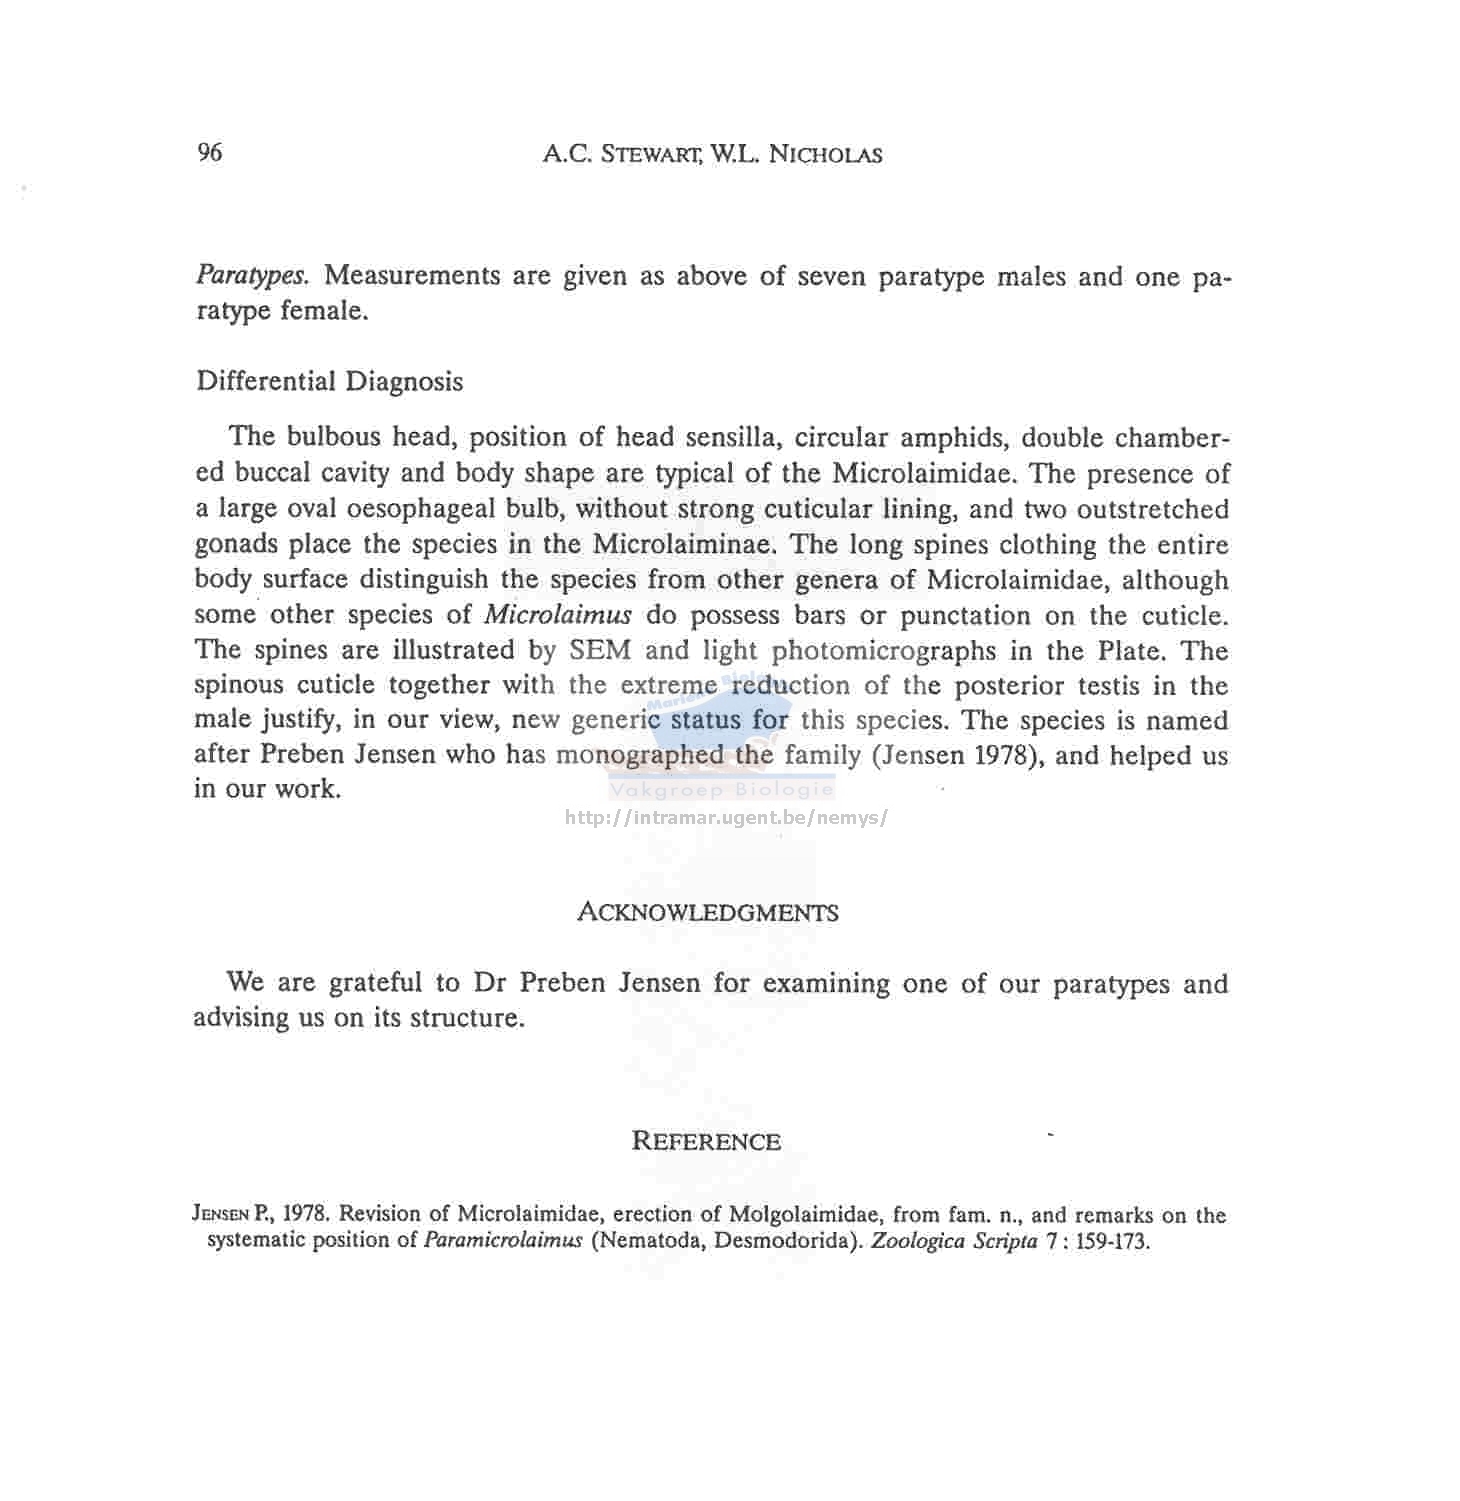 96
A.C. STEWART, W.L. NICHOLAS
Paratypes. Measurements are given as above of seven paratype males and one pa-
ratype female.
Differential Diagnosis
The bulbous head, position of head sensilla, circular amphids, double chamber-
ed buccal cavity and body shape are typical of the Microlaimidae. The presence of
a large oval oesophageal bulb, without strong cuticular lining, and two outstretched
gonads place the species in the Microlaiminae. The long spines clothing the entire
body surface distinguish the species from other genera of Microlaimidae, although
some other species of Microlaimus do possess bars or punctation on the cuticle.
The spines are illustrated by SEM and light photomicrographs in the Plate. The
spinous cuticle together with the extreme reduction of the posterior testis in the
male justify, in our view, new generic status for this species. The species is named
after Preben Jensen who has monographed the family (Jensen 1978), and helped us
in our work.
Mariene Biologie
Vakgroep Biologie
http://intramar.ugent.be/nemys/
ACKNOWLEDGMENTS
We are grateful to Dr Preben Jensen for examining one of our paratypes and
advising us on its structure.
REFERENCE
JENSEN P., 1978. Revision of Microlaimidae, erection of Molgolaimidae, from fam. n., and remarks on the
systematic position of Paramicrolaimus (Nematoda, Desmodorida). Zoologica Scripta 7 : 159-173.